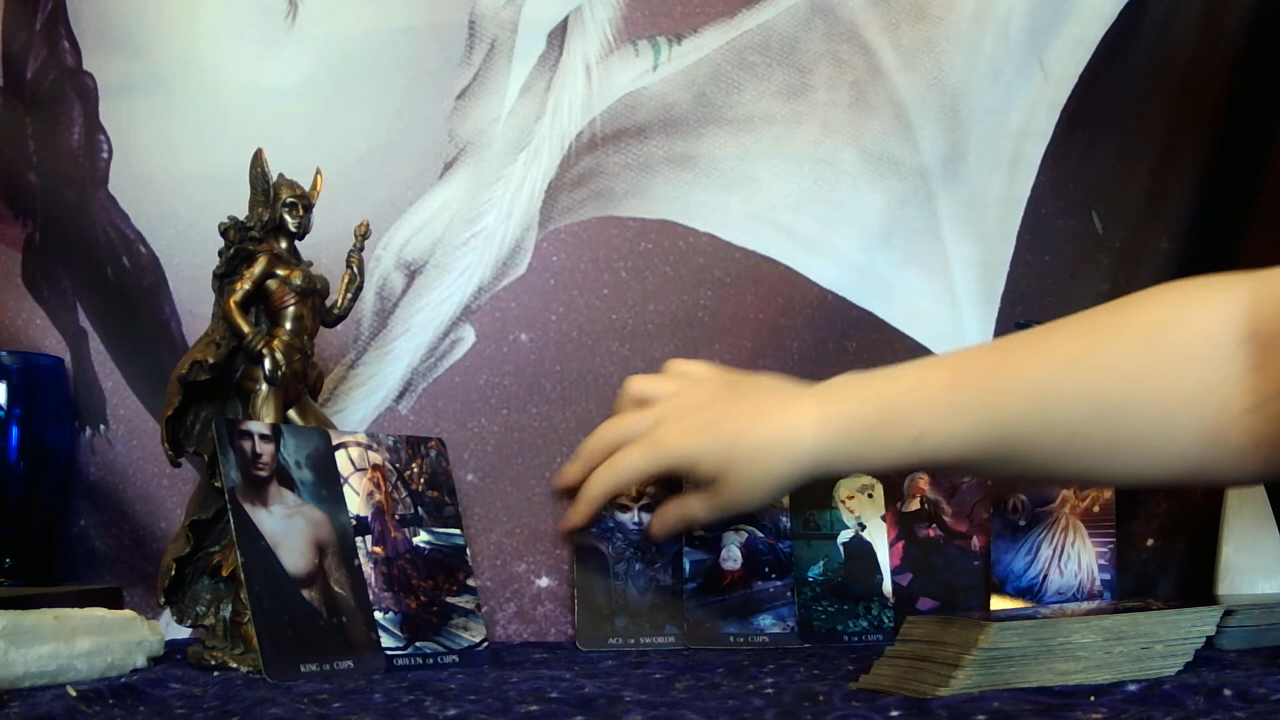 KING OF CUPS
QUEEN OF CUPS
ACE OF SWORDS
4 OF CUPS
9 OF CUPS